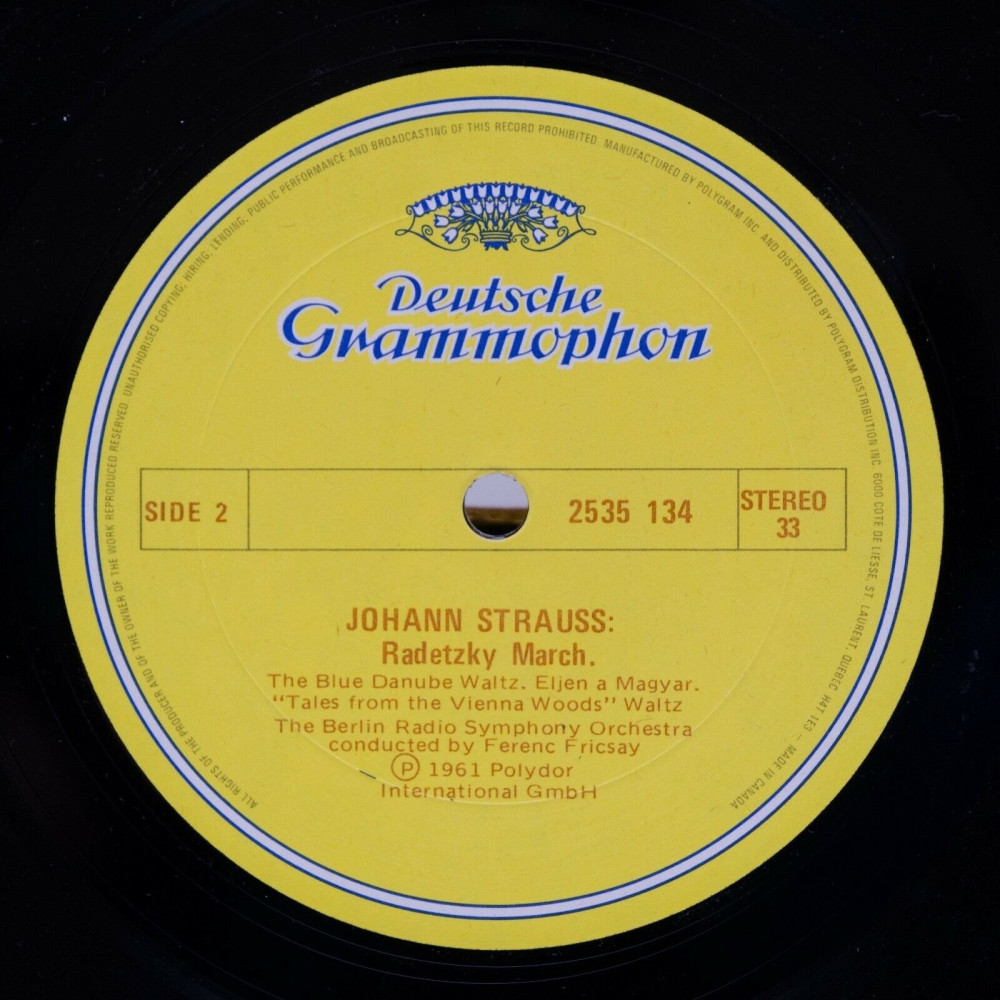 ALL RIGHTS OF THE PRODUCER AND OF THE OWNER OF THE WORK REPRODUCED RESERVED. UNAUTHORISED COPYING, HIRING, LENDING, PUBLIC PERFORMANCE AND BROADCASTING OF THIS RECORD PROHIBITED. MANUFACTURED BY POLYGRAM INC. AND DISTRIBUTED BY POLYGRAM DISTRIBUTION INC. 6000 COTE DE LIESSE, ST. LAURENT, QUEBEC H4T 1E3 – MADE IN CANADA
Deutsche
Grammophon
SIDE 2 2535 134 STEREO
33
JOHANN STRAUSS:
Radetzky March.
The Blue Danube Waltz. Eljen a Magyar.
"Tales from the Vienna Woods" Waltz
The Berlin Radio Symphony Orchestra
conducted by Ferenc Fricsay
Ⓟ 1961 Polydor
International GmbH